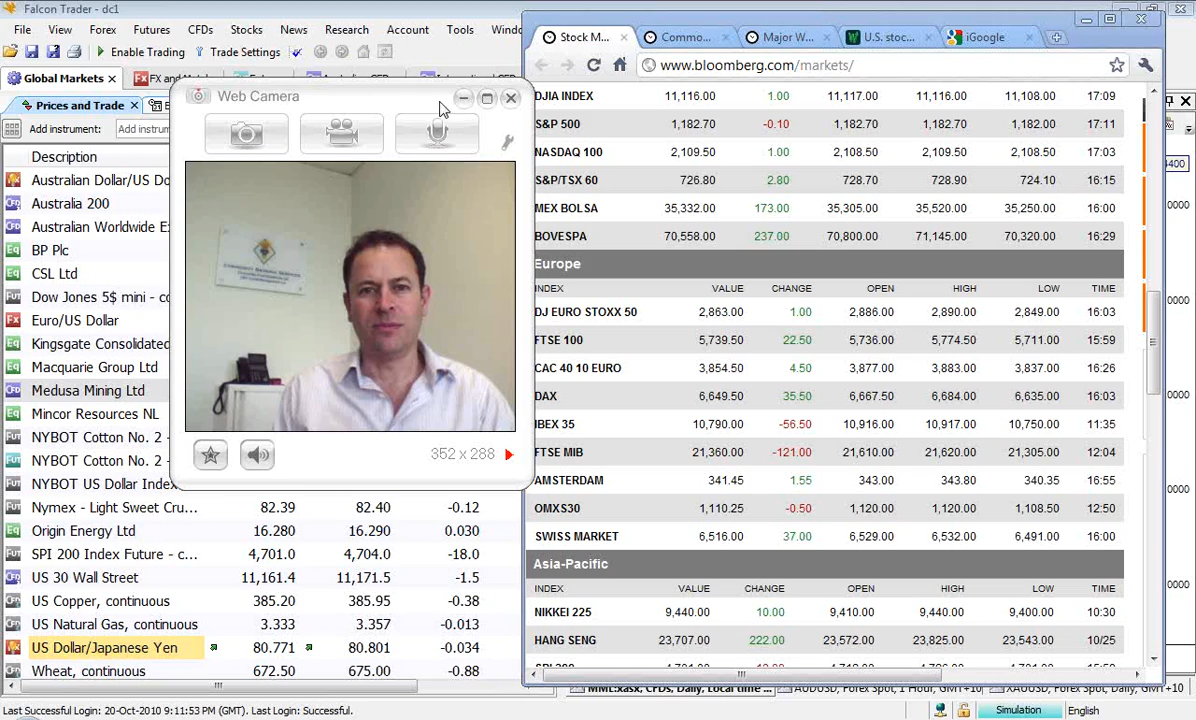 Falcon Trader - dc1
File View Forex Futures CFDs Stocks News Research Account Tools Windo
Enable Trading Trade Settings
Global Markets
Prices and Trade
Add instrument: Add instrum
Description
Australian Dollar/US Do
Australia 200
Australian Worldwide E
BP Plc
CSL Ltd
Dow Jones 5$ mini - co
Euro/US Dollar
Kingsgate Consolidated
Macquarie Group Ltd
Medusa Mining Ltd
Mincor Resources NL
NYBOT Cotton No. 2 -
NYBOT Cotton No. 2 -
NYBOT US Dollar Index
Nymex - Light Sweet Cru... 82.39 82.40 -0.12
Origin Energy Ltd 16.280 16.290 0.030
SPI 200 Index Future - c... 4,701.0 4,704.0 -18.0
US 30 Wall Street 11,161.4 11,171.5 -1.5
US Copper, continuous 385.20 385.95 -0.38
US Natural Gas, continuous 3.333 3.357 -0.013
US Dollar/Japanese Yen 80.771 80.801 -0.034
Wheat, continuous 672.50 675.00 -0.88
Last Successful Login: 20-Oct-2010 9:11:53 PM (GMT). Last Login: Successful.
Web Camera
352 x 288
Stock M... Commo... Major W... U.S. stoc... iGoogle
www.bloomberg.com/markets/
DJIA INDEX 11,116.00 1.00 11,117.00 11,116.00 11,108.00 17:09
S&P 500 1,182.70 -0.10 1,182.70 1,182.70 1,182.00 17:11
NASDAQ 100 2,109.50 1.00 2,108.50 2,109.50 2,108.50 17:03
S&P/TSX 60 726.80 2.80 728.70 728.90 724.10 16:15
MEX BOLSA 35,332.00 173.00 35,305.00 35,520.00 35,250.00 16:00
BOVESPA 70,558.00 237.00 70,800.00 71,145.00 70,320.00 16:29
Europe
INDEX VALUE CHANGE OPEN HIGH LOW TIME
DJ EURO STOXX 50 2,863.00 1.00 2,886.00 2,890.00 2,849.00 16:03
FTSE 100 5,739.50 22.50 5,736.00 5,774.50 5,711.00 15:59
CAC 40 10 EURO 3,854.50 4.50 3,877.00 3,883.00 3,837.00 16:26
DAX 6,649.50 35.50 6,667.50 6,684.00 6,635.00 16:03
IBEX 35 10,790.00 -56.50 10,916.00 10,917.00 10,750.00 11:35
FTSE MIB 21,360.00 -121.00 21,610.00 21,620.00 21,305.00 12:04
AMSTERDAM 341.45 1.55 343.00 343.80 340.35 16:55
OMXS30 1,110.25 -0.50 1,120.00 1,120.00 1,108.50 12:50
SWISS MARKET 6,516.00 37.00 6,529.00 6,532.00 6,491.00 16:00
Asia-Pacific
INDEX VALUE CHANGE OPEN HIGH LOW TIME
NIKKEI 225 9,440.00 10.00 9,410.00 9,440.00 9,400.00 10:30
HANG SENG 23,707.00 222.00 23,572.00 23,825.00 23,543.00 10/25
MML:xasx, CFDs, Daily, Local time ... AUDUSD, Forex Spot, 1 Hour, GMT+10 XAUUSD, Forex Spot, Daily, GMT+10
Simulation English